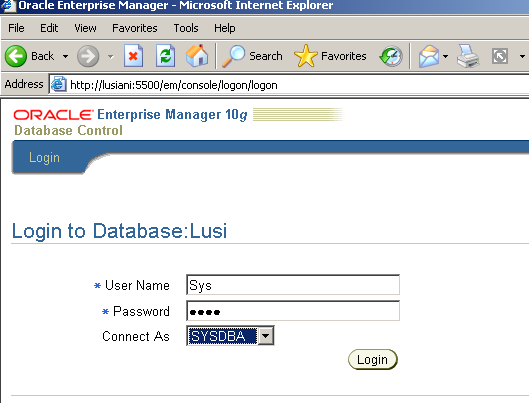 Oracle Enterprise Manager - Microsoft Internet Explorer
File Edit View Favorites Tools Help
Back Search Favorites
Address http://lusiani:5500/em/console/logon/logon
ORACLE Enterprise Manager 10g
Database Control
Login
Login to Database:Lusi
* User Name Sys
* Password ••••
Connect As SYSDBA
Login